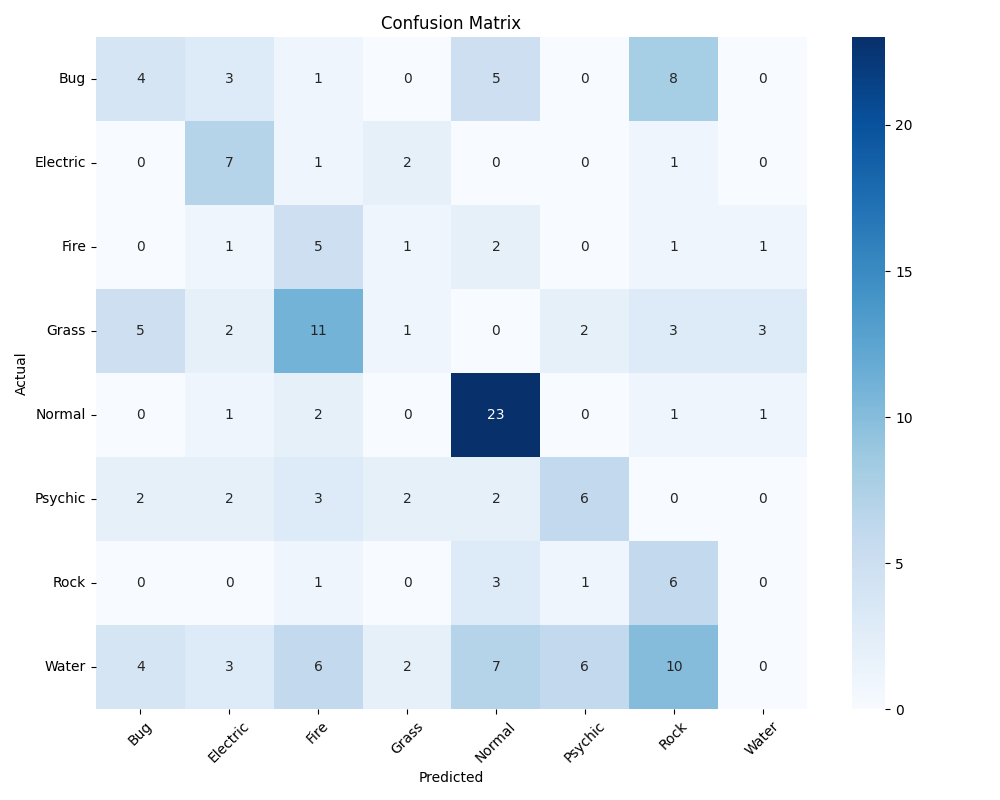 Confusion Matrix
Bug 4 3 1 0 5 0 8 0
Electric 0 7 1 2 0 0 1 0
Fire 0 1 5 1 2 0 1 1
Grass 5 2 11 1 0 2 3 3
Normal 0 1 2 0 23 0 1 1
Psychic 2 2 3 2 2 6 0 0
Rock 0 0 1 0 3 1 6 0
Water 4 3 6 2 7 6 10 0
Actual
Bug Electric Fire Grass Normal Psychic Rock Water
Predicted
20
15
10
5
0